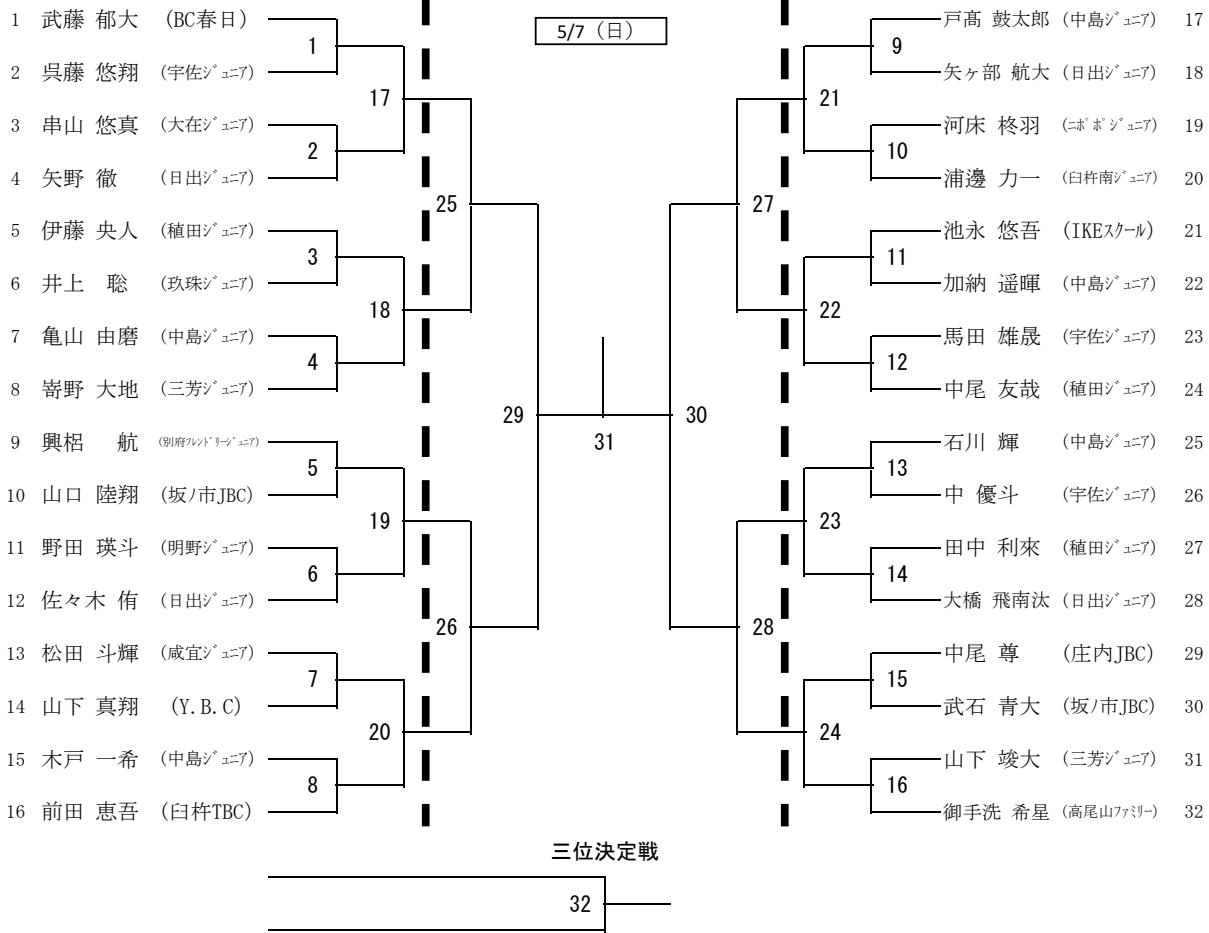 5/7 (日)
1 武藤 郁大 (BC春日)
1
2 呉藤 悠翔 (宇佐ジュニア)
17
3 串山 悠真 (大在ジュニア)
2
4 矢野 徹 (日出ジュニア)
25
5 伊藤 央人 (稙田ジュニア)
3
6 井上 聡 (玖珠ジュニア)
18
7 亀山 由磨 (中島ジュニア)
4
8 嵜野 大地 (三芳ジュニア)
29
9 興梠 航 (別府フレンドリージュニア)
5
10 山口 陸翔 (坂ノ市JBC)
19
11 野田 瑛斗 (明野ジュニア)
6
12 佐々木 侑 (日出ジュニア)
26
13 松田 斗輝 (咸宜ジュニア)
7
14 山下 真翔 (Y.B.C)
20
15 木戸 一希 (中島ジュニア)
8
16 前田 恵吾 (臼杵TBC)
31
戸髙 鼓太郎 (中島ジュニア) 17
9
矢ヶ部 航大 (日出ジュニア) 18
21
河床 柊羽 (ニポポジュニア) 19
10
浦邊 力一 (臼杵南ジュニア) 20
27
池永 悠吾 (IKEスクール) 21
11
加納 遥暉 (中島ジュニア) 22
22
馬田 雄晟 (宇佐ジュニア) 23
12
中尾 友哉 (稙田ジュニア) 24
30
石川 輝 (中島ジュニア) 25
13
中 優斗 (宇佐ジュニア) 26
23
田中 利來 (稙田ジュニア) 27
14
大橋 飛南汰 (日出ジュニア) 28
28
中尾 尊 (庄内JBC) 29
15
武石 青大 (坂ノ市JBC) 30
24
山下 竣大 (三芳ジュニア) 31
16
御手洗 希星 (高尾山ファミリー) 32
三位決定戦
32